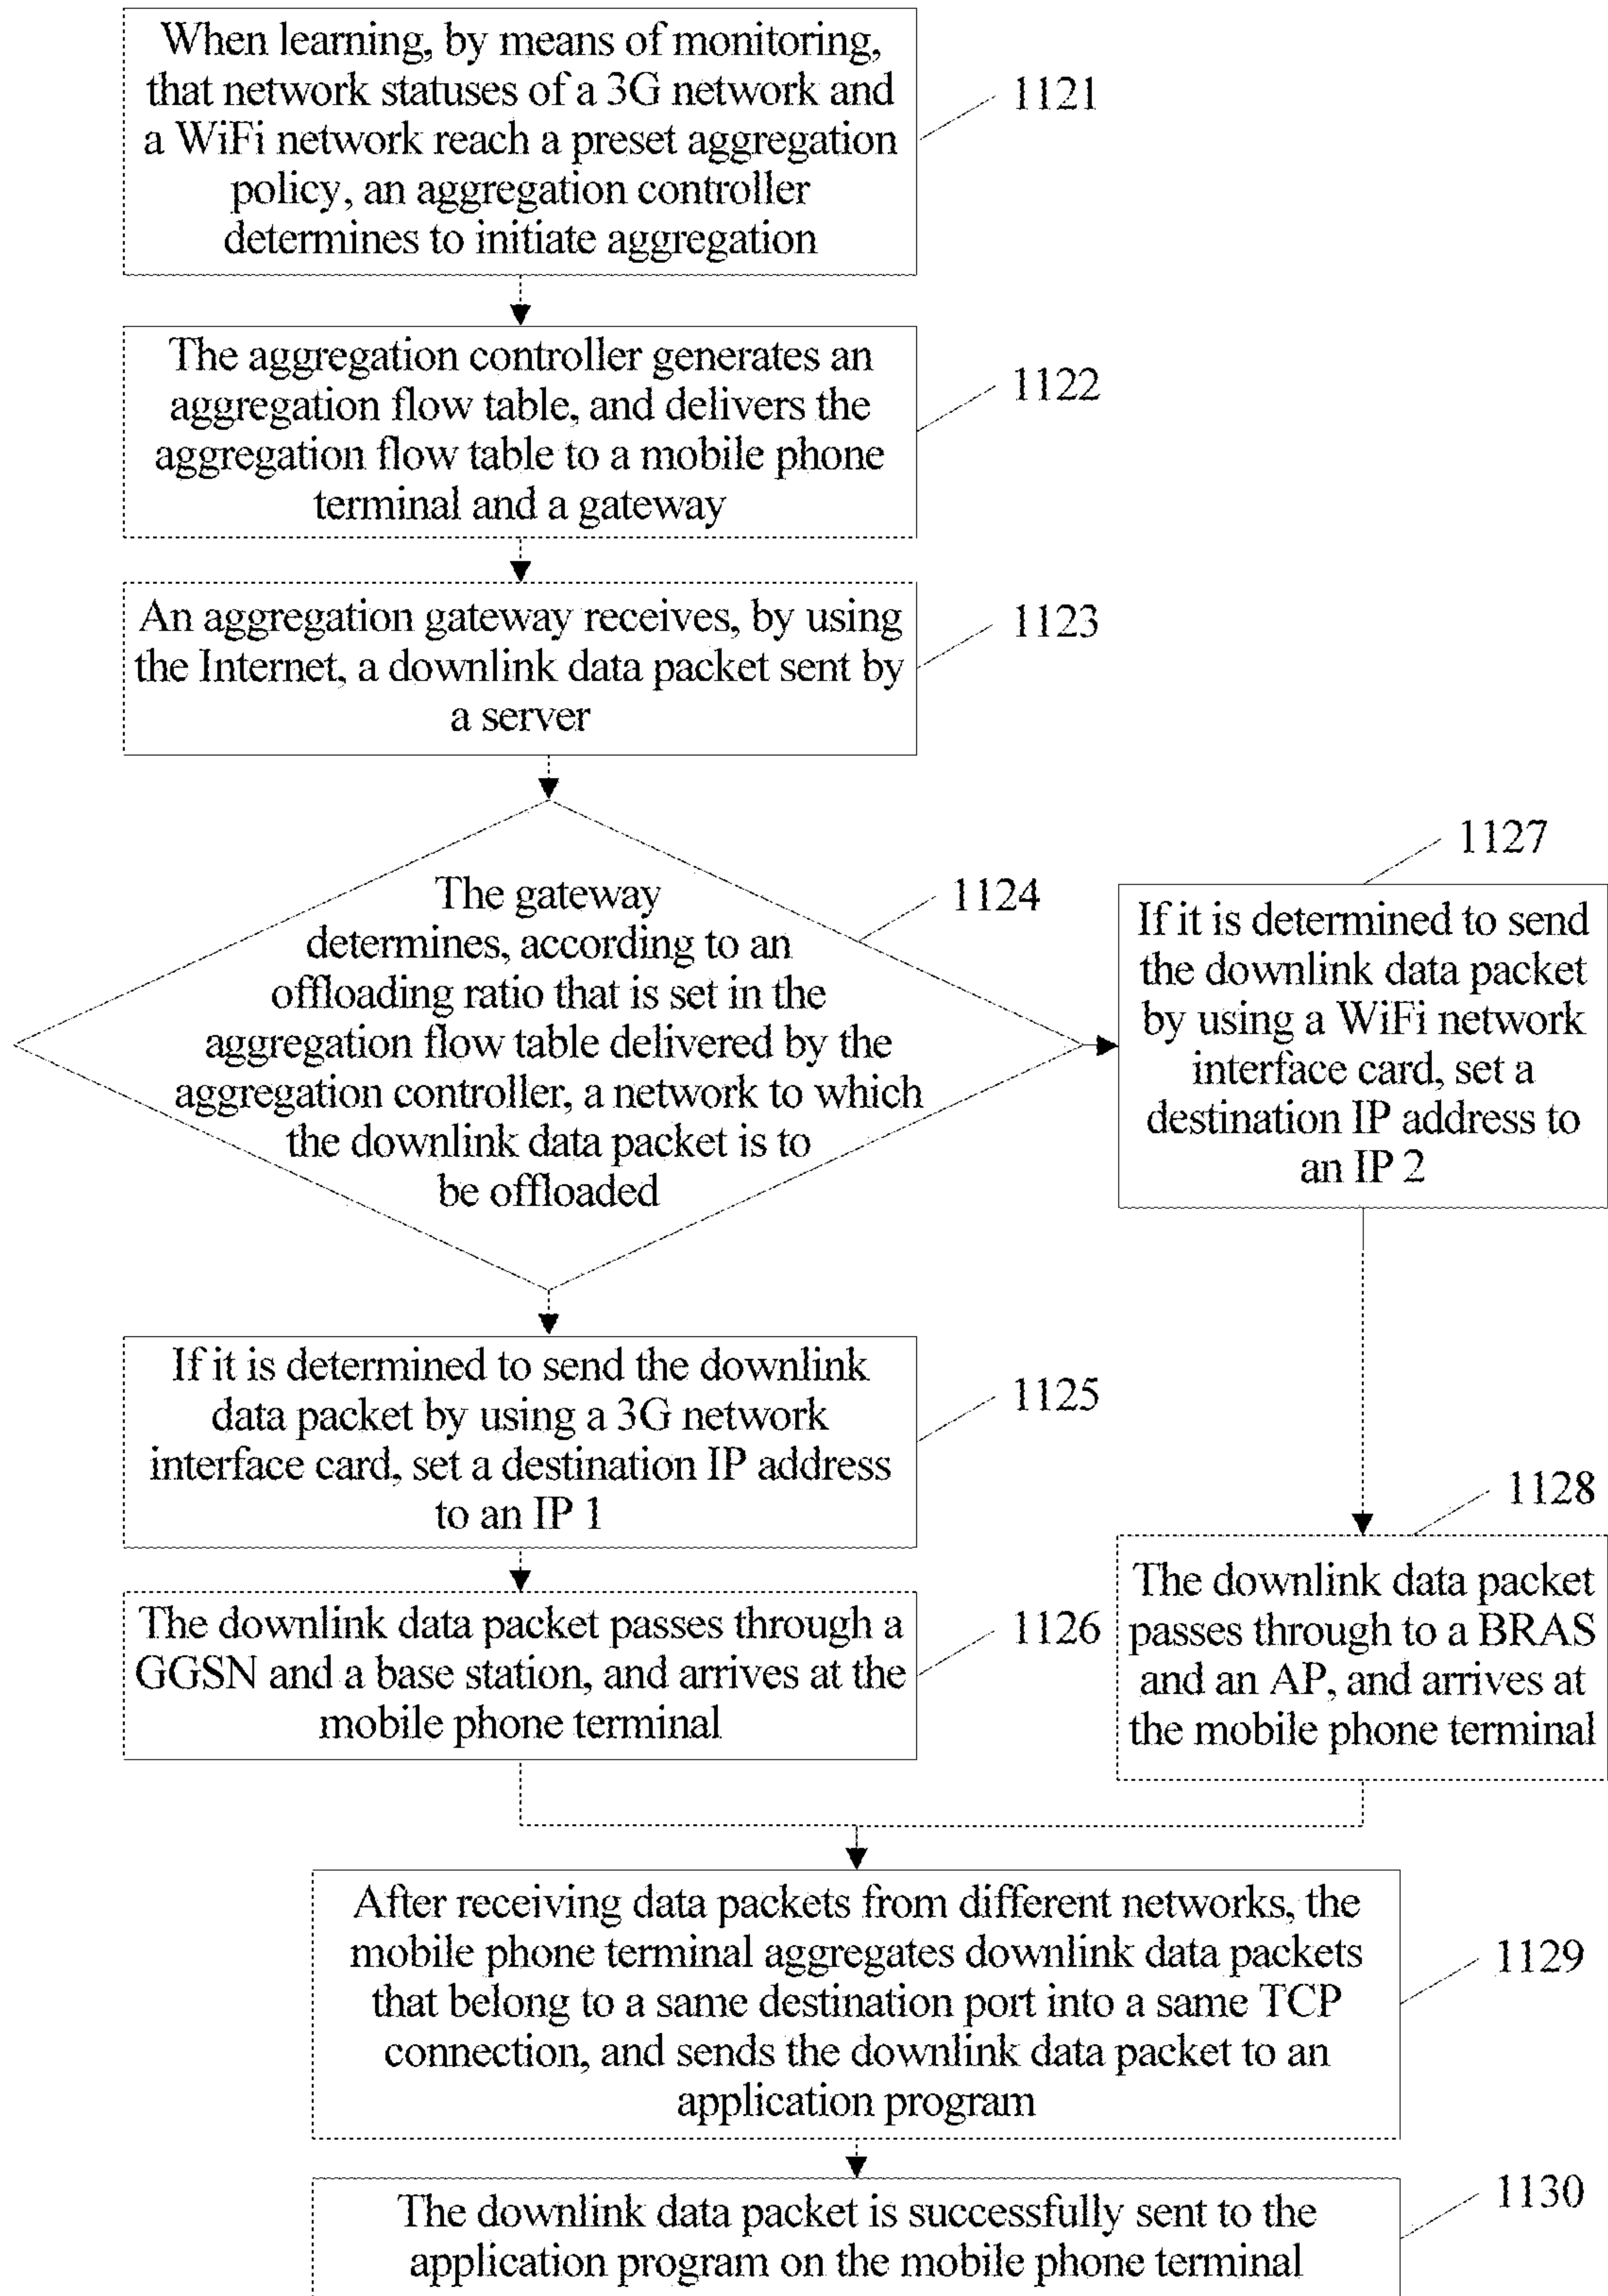 When learning, by means of monitoring,
that network statuses of a 3G network and
a WiFi network reach a preset aggregation
policy, an aggregation controller
determines to initiate aggregation
1121
The aggregation controller generates an
aggregation flow table, and delivers the
aggregation flow table to a mobile phone
terminal and a gateway
1122
An aggregation gateway receives, by using
the Internet, a downlink data packet sent by
a server
1123
The gateway
determines, according to an
offloading ratio that is set in the
aggregation flow table delivered by the
aggregation controller, a network to which
the downlink data packet is to
be offloaded
1124
1127
If it is determined to send
the downlink data packet
by using a WiFi network
interface card, set a
destination IP address to
an IP 2
If it is determined to send the downlink
data packet by using a 3G network
interface card, set a destination IP address
to an IP 1
1125
The downlink data packet passes through a
GGSN and a base station, and arrives at the
mobile phone terminal
1126
1128
The downlink data packet
passes through to a BRAS
and an AP, and arrives at
the mobile phone terminal
After receiving data packets from different networks, the
mobile phone terminal aggregates downlink data packets
that belong to a same destination port into a same TCP
connection, and sends the downlink data packet to an
application program
1129
The downlink data packet is successfully sent to the
application program on the mobile phone terminal
1130